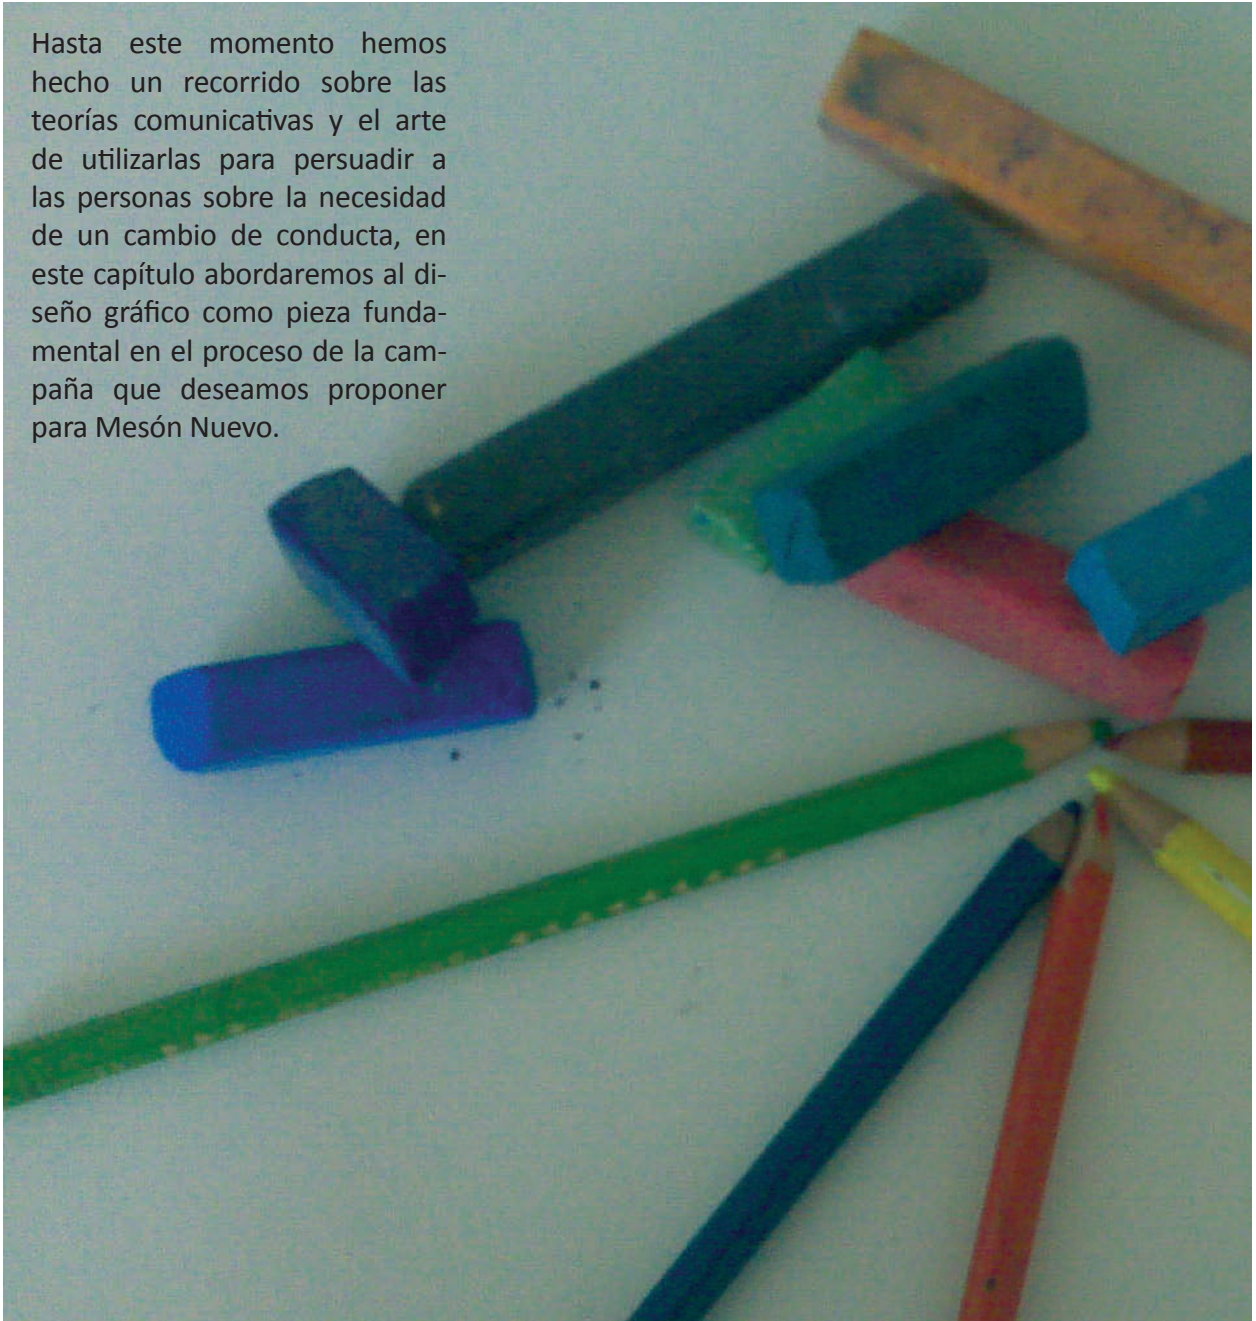 Hasta este momento hemos
hecho un recorrido sobre las
teorías comunicativas y el arte
de utilizarlas para persuadir a
las personas sobre la necesidad
de un cambio de conducta, en
este capítulo abordaremos al di-
seño gráfico como pieza funda-
mental en el proceso de la cam-
paña que deseamos proponer
para Mesón Nuevo.